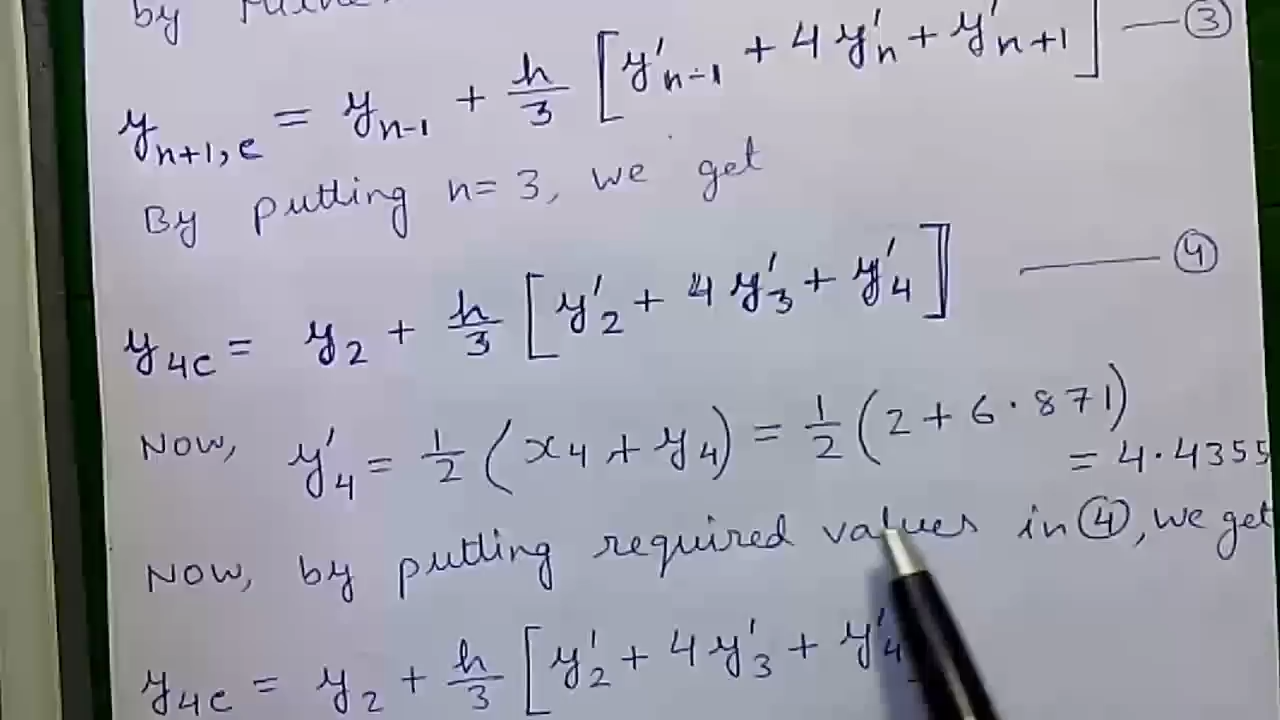 by
y_{n+1,c} = y_{n-1} + h/3 [y'_{n-1} + 4y'_n + y'_{n+1}] — ③
By putting n=3, we get
y_{4c} = y_2 + h/3 [y'_2 + 4y'_3 + y'_4] — ④
Now, y'_4 = 1/2 (x_4 + y_4) = 1/2 (2 + 6.871)
= 4.4355
Now, by putting required values in ④, we get
y_{4c} = y_2 + h/3 [y'_2 + 4y'_3 + y'_4